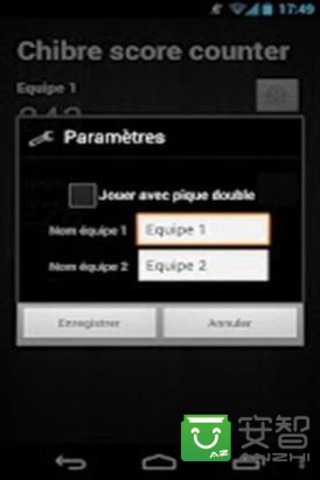 17:49
Chibre score counter
Equipe 1
Paramètres
Jouer avec pique double
Nom équipe 1 Equipe 1
Nom équipe 2 Equipe 2
Enregistrer Annuler
安智
AZ ANZHI